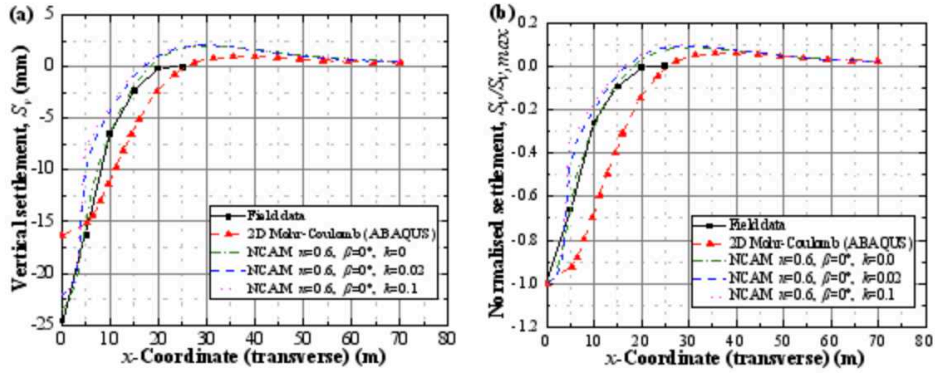 (a)
5
0
-5
-10
-15
-20
-25
Vertical settlement, Sv (mm)
Field data
2D Mohr-Coulomb (ABAQUS)
NCAM n=0.6, β=0°, k=0
NCAM n=0.6, β=0°, k=0.02
NCAM n=0.6, β=0°, k=0.1
0 10 20 30 40 50 60 70 80
x-Coordinate (transverse) (m)
(b)
0.2
0.0
-0.2
-0.4
-0.6
-0.8
-1.0
-1.2
Normalised settlement, Sv/Sv,max
Field data
2D Mohr-Coulomb (ABAQUS)
NCAM n=0.6, β=0°, k=0.0
NCAM n=0.6, β=0°, k=0.02
NCAM n=0.6, β=0°, k=0.1
0 10 20 30 40 50 60 70 80
x-Coordinate (transverse) (m)